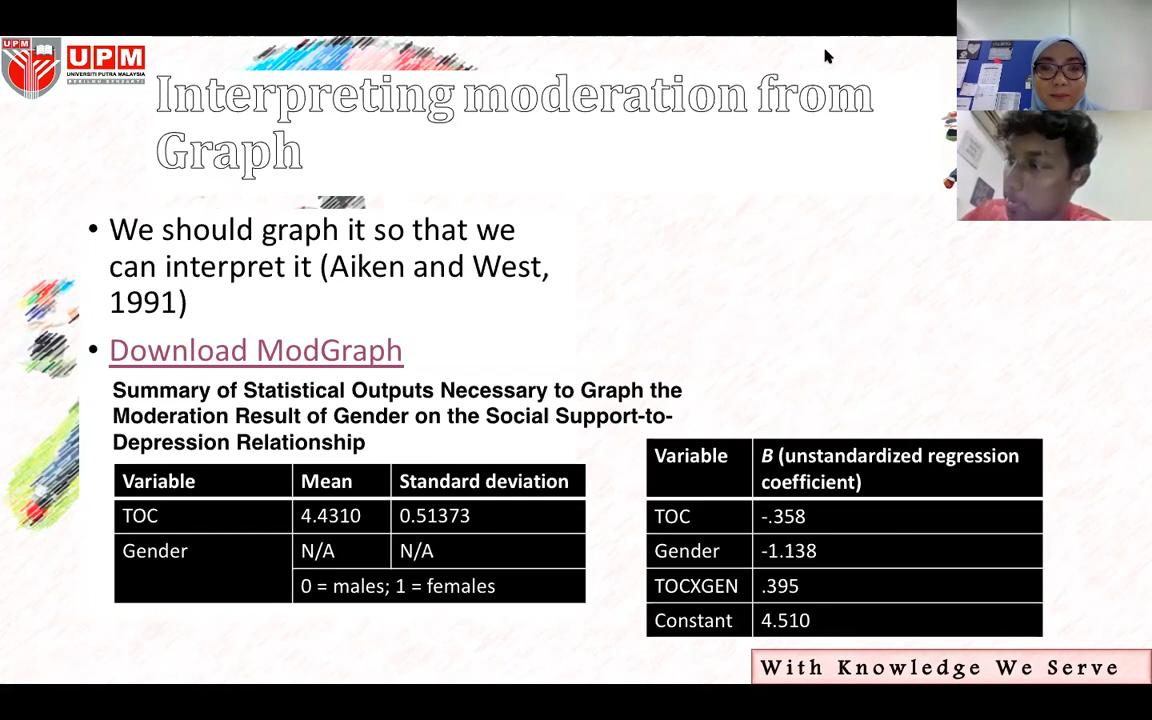 UPM
UPM
UNIVERSITI PUTRA MALAYSIA
BERILMU BERBAKTI
Interpreting moderation from
Graph
• We should graph it so that we
can interpret it (Aiken and West,
1991)
• Download ModGraph
Summary of Statistical Outputs Necessary to Graph the
Moderation Result of Gender on the Social Support-to-
Depression Relationship
Variable Mean Standard deviation
TOC 4.4310 0.51373
Gender N/A N/A
0 = males; 1 = females
Variable B (unstandardized regression
coefficient)
TOC -.358
Gender -1.138
TOCXGEN .395
Constant 4.510
With Knowledge We Serve